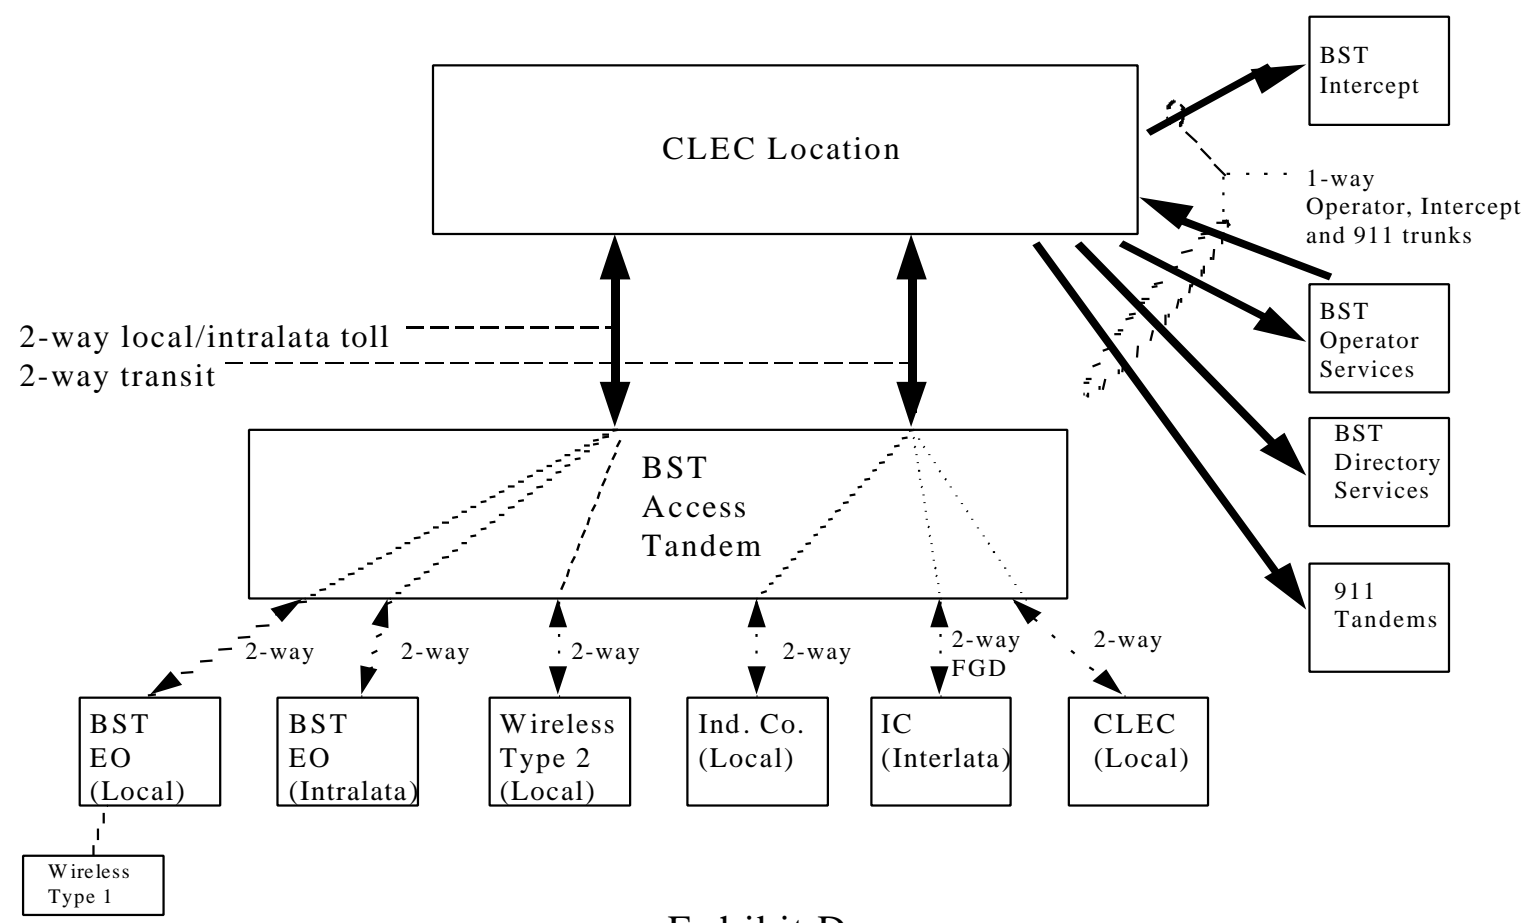 BST
Intercept
CLEC Location
1-way
Operator, Intercept
and 911 trunks
BST
Operator
Services
2-way local/intralata toll
2-way transit
BST
Directory
Services
BST
Access
Tandem
911
Tandems
2-way
2-way
2-way
2-way
2-way
FGD
2-way
BST
EO
(Local)
BST
EO
(Intralata)
Wireless
Type 2
(Local)
Ind. Co.
(Local)
IC
(Interlata)
CLEC
(Local)
Wireless
Type 1
Exhibit D